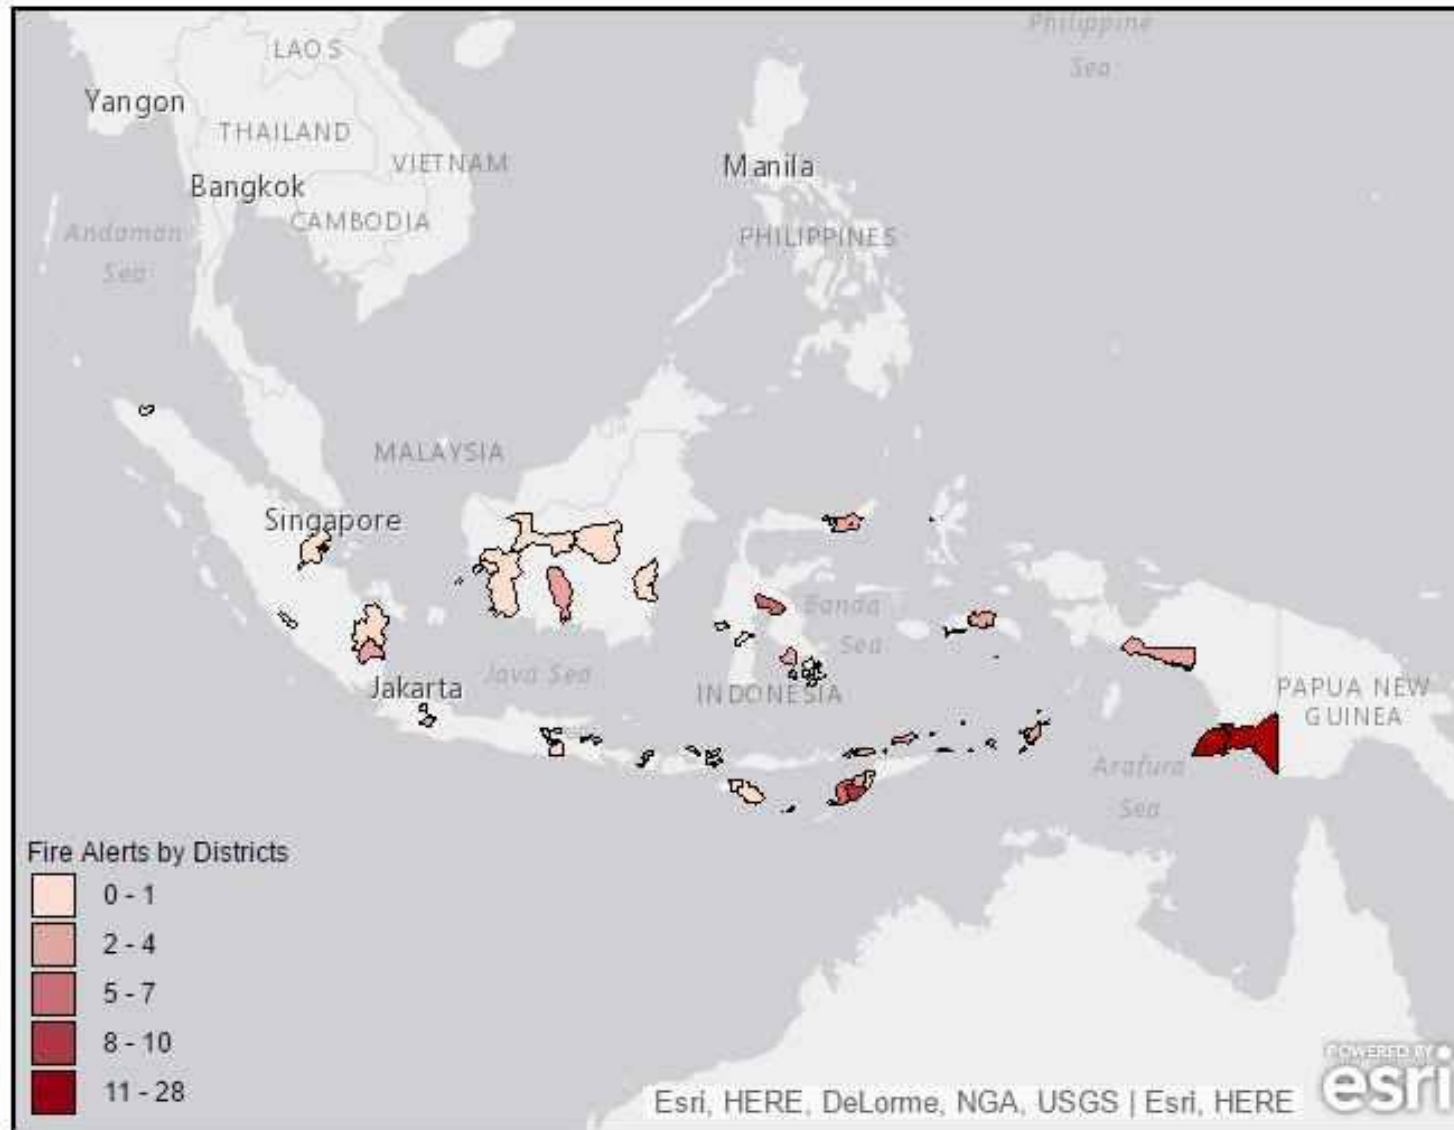 Philippine
Sea
LAOS
Yangon
THAILAND
VIETNAM
Manila
Bangkok
CAMBODIA
PHILIPPINES
Andaman
Sea
MALAYSIA
Singapore
Banda
Sea
Java Sea
Jakarta
INDONESIA
PAPUA NEW
GUINEA
Arafura
Sea
Fire Alerts by Districts
0 - 1
2 - 4
5 - 7
8 - 10
11 - 28
POWERED BY
esri
Esri, HERE, DeLorme, NGA, USGS | Esri, HERE